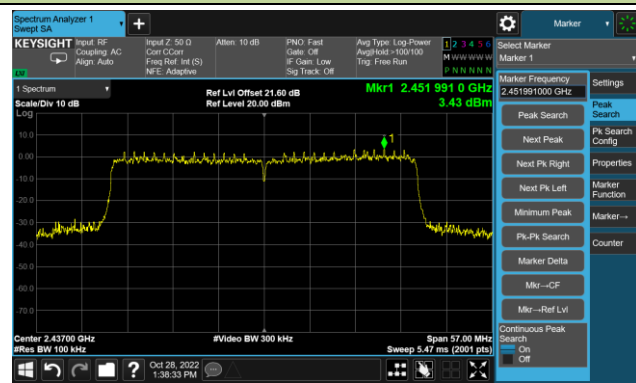 Spectrum Analyzer 1
Swept SA
+
Marker
KEYSIGHT
Input: RF
Coupling: AC
Align: Auto
Input Z: 50 Ω
Corr CCorr
Freq Ref: Int (S)
NFE: Adaptive
Atten: 10 dB
PNO: Fast
Gate: Off
IF Gain: Low
Sig Track: Off
Avg Type: Log-Power
Avg|Hold:>100/100
Trig: Free Run
1 2 3 4 5 6
M W W W W W
P N N N N N
LW
Select Marker
Marker 1
1 Spectrum
Scale/Div 10 dB
Log
Ref Lvl Offset 21.60 dB
Ref Level 20.00 dBm
Mkr1 2.451 991 0 GHz
3.43 dBm
10.0
0.00
-10.0
-20.0
-30.0
-40.0
-50.0
-60.0
-70.0
1
Center 2.43700 GHz
#Res BW 100 kHz
#Video BW 300 kHz
Span 57.00 MHz
Sweep 5.47 ms (2001 pts)
Marker Frequency
2.451991000 GHz
Peak Search
Next Peak
Next Pk Right
Next Pk Left
Minimum Peak
Pk-Pk Search
Marker Delta
Mkr→CF
Mkr→Ref Lvl
Continuous Peak
Search
On
Off
Settings
Peak
Search
Pk Search
Config
Properties
Marker
Function
Marker→
Counter
?
Oct 28, 2022
1:38:33 PM